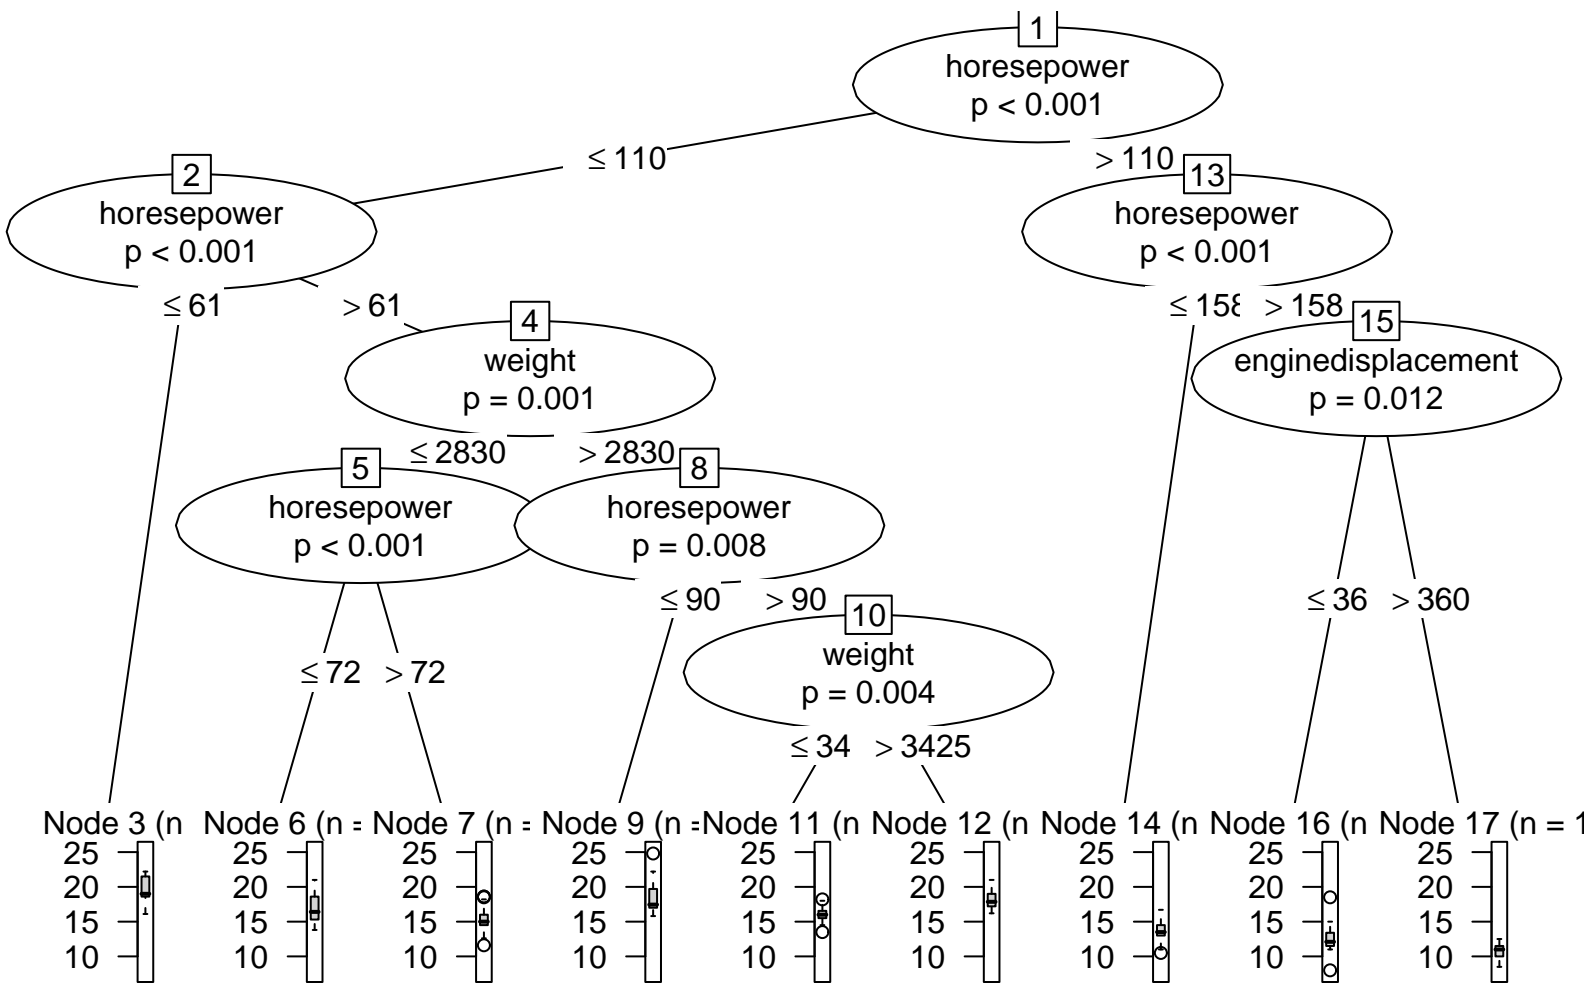 1
horesepower
p < 0.001
≤ 110
> 110
2
horesepower
p < 0.001
13
horesepower
p < 0.001
≤ 61
> 61
≤ 158
> 158
4
weight
p = 0.001
15
enginedisplacement
p = 0.012
≤ 2830
> 2830
5
horesepower
p < 0.001
8
horesepower
p = 0.008
≤ 90
> 90
≤ 36
> 360
10
weight
p = 0.004
≤ 72
> 72
≤ 34
> 3425
Node 3 (n
Node 6 (n =
Node 7 (n =
Node 9 (n =
Node 11 (n
Node 12 (n
Node 14 (n
Node 16 (n
Node 17 (n = 1
25 25 25 25 25 25 25 25 25
20 20 20 20 20 20 20 20 20
15 15 15 15 15 15 15 15 15
10 10 10 10 10 10 10 10 10